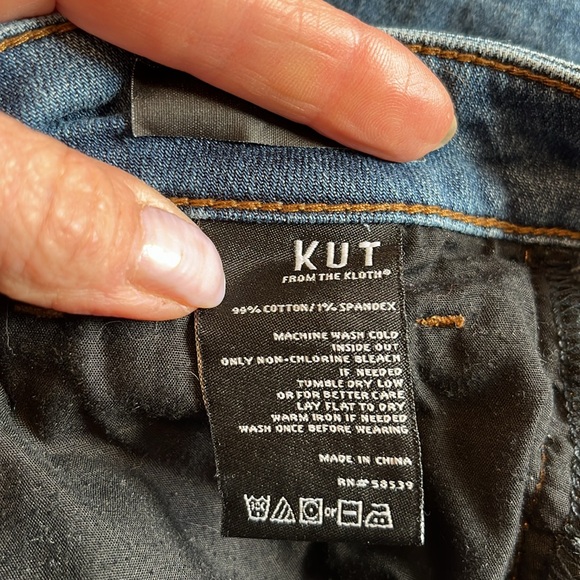 KUT
FROM THE KLOTH®
99% COTTON/1% SPANDEX
MACHINE WASH COLD
INSIDE OUT
ONLY NON-CHLORINE BLEACH
IF NEEDED
TUMBLE DRY LOW
OR FOR BETTER CARE
LAY FLAT TO DRY
WARM IRON IF NEEDED
WASH ONCE BEFORE WEARING
MADE IN CHINA
RN# 58539
or